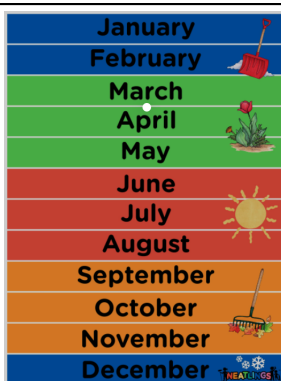 January
February
March
April
May
June
July
August
September
October
November
December
NEATLINGS